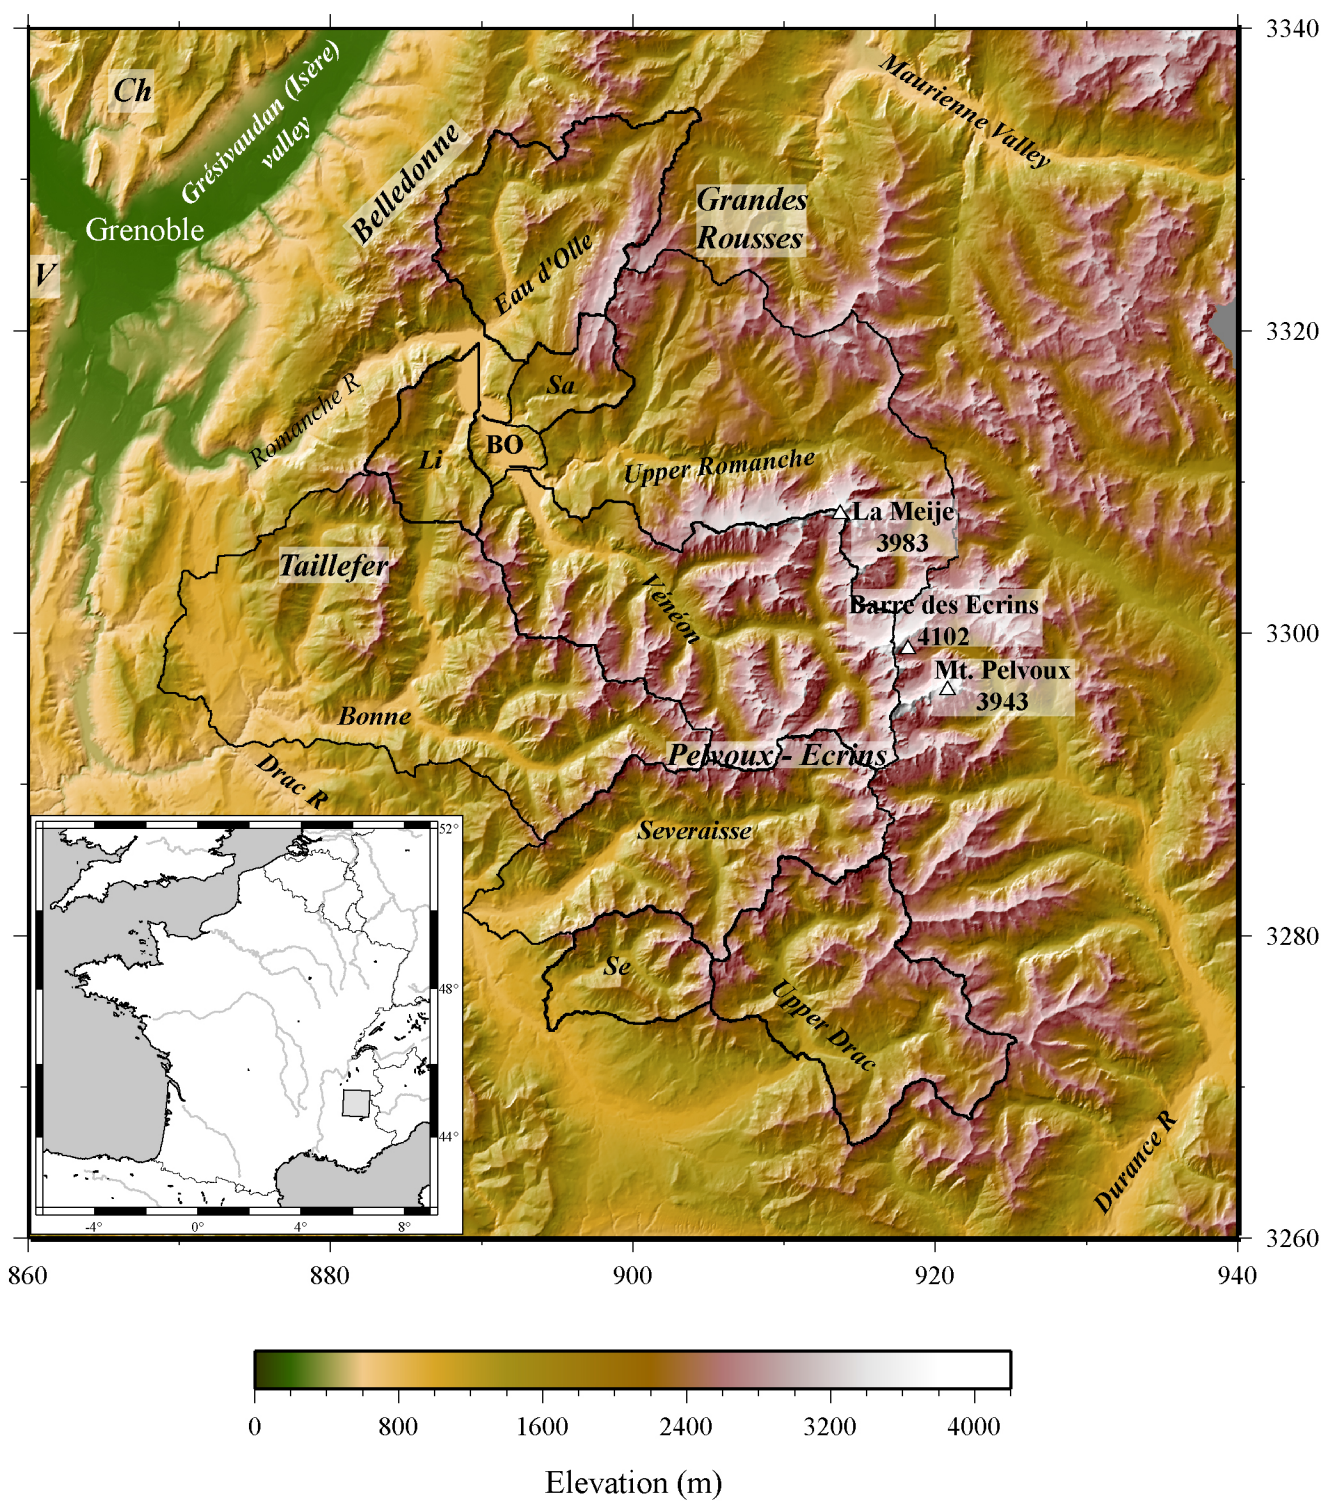 3340
Ch
Grésivaudan (Isère)
valley
Maurienne Valley
Belledonne
Grandes
Rousses
Grenoble
V
Eau d'Olle
3320
Romanche R
Sa
BO
Li
Upper Romanche
La Meije
3983
Taillefer
Vénéon
Barre des Ecrins
4102
3300
Mt. Pelvoux
3943
Bonne
Pelvoux - Ecrins
Drac R
Severaisse
52°
3280
Se
48°
Upper Drac
44°
Durance R
-4°
0°
4°
8°
3260
860
880
900
920
940
0
800
1600
2400
3200
4000
Elevation (m)